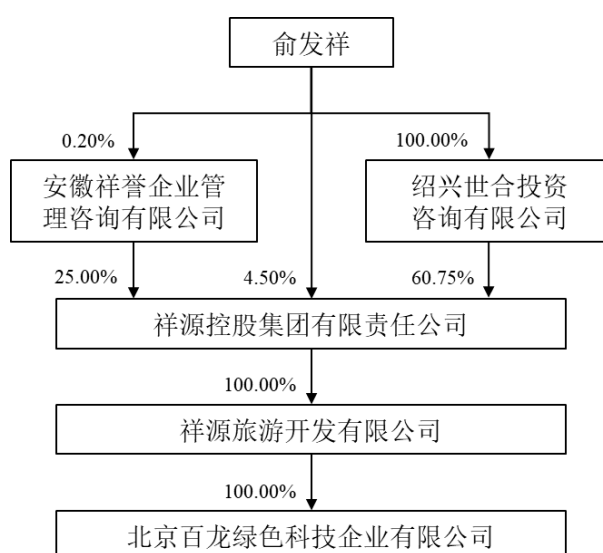 俞发祥
0.20%
100.00%
安徽祥誉企业管
理咨询有限公司
绍兴世合投资
咨询有限公司
25.00%
4.50%
60.75%
祥源控股集团有限责任公司
100.00%
祥源旅游开发有限公司
100.00%
北京百龙绿色科技企业有限公司